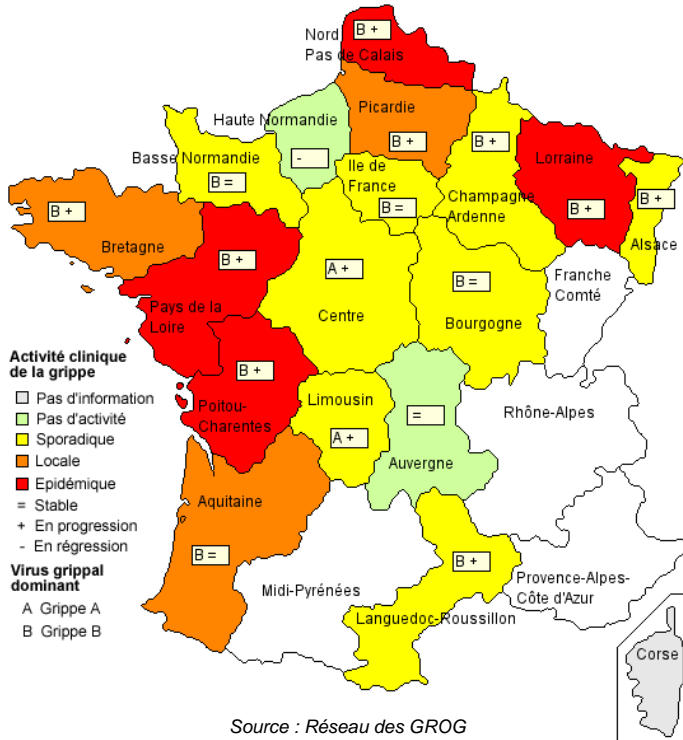 B +
Nord
Pas de Calais
Haute Normandie
-
Picardie
B +
B +
Lorraine
B +
Basse Normandie
B =
Ile de
France
B =
Champagne
Ardenne
B +
Alsace
B +
Bretagne
B +
Pays de la
Loire
A +
Centre
B =
Bourgogne
Franche
Comté
B +
Poitou-
Charentes
Limousin
A +
=
Auvergne
Rhône-Alpes
Aquitaine
B =
Midi-Pyrénées
B +
Languedoc-Roussillon
Provence-Alpes-
Côte d'Azur
Corse
Activité clinique
de la grippe
Pas d'information
Pas d'activité
Sporadique
Locale
Epidémique
= Stable
+ En progression
- En régression
Virus grippal
dominant
A Grippe A
B Grippe B
Source : Réseau des GROG